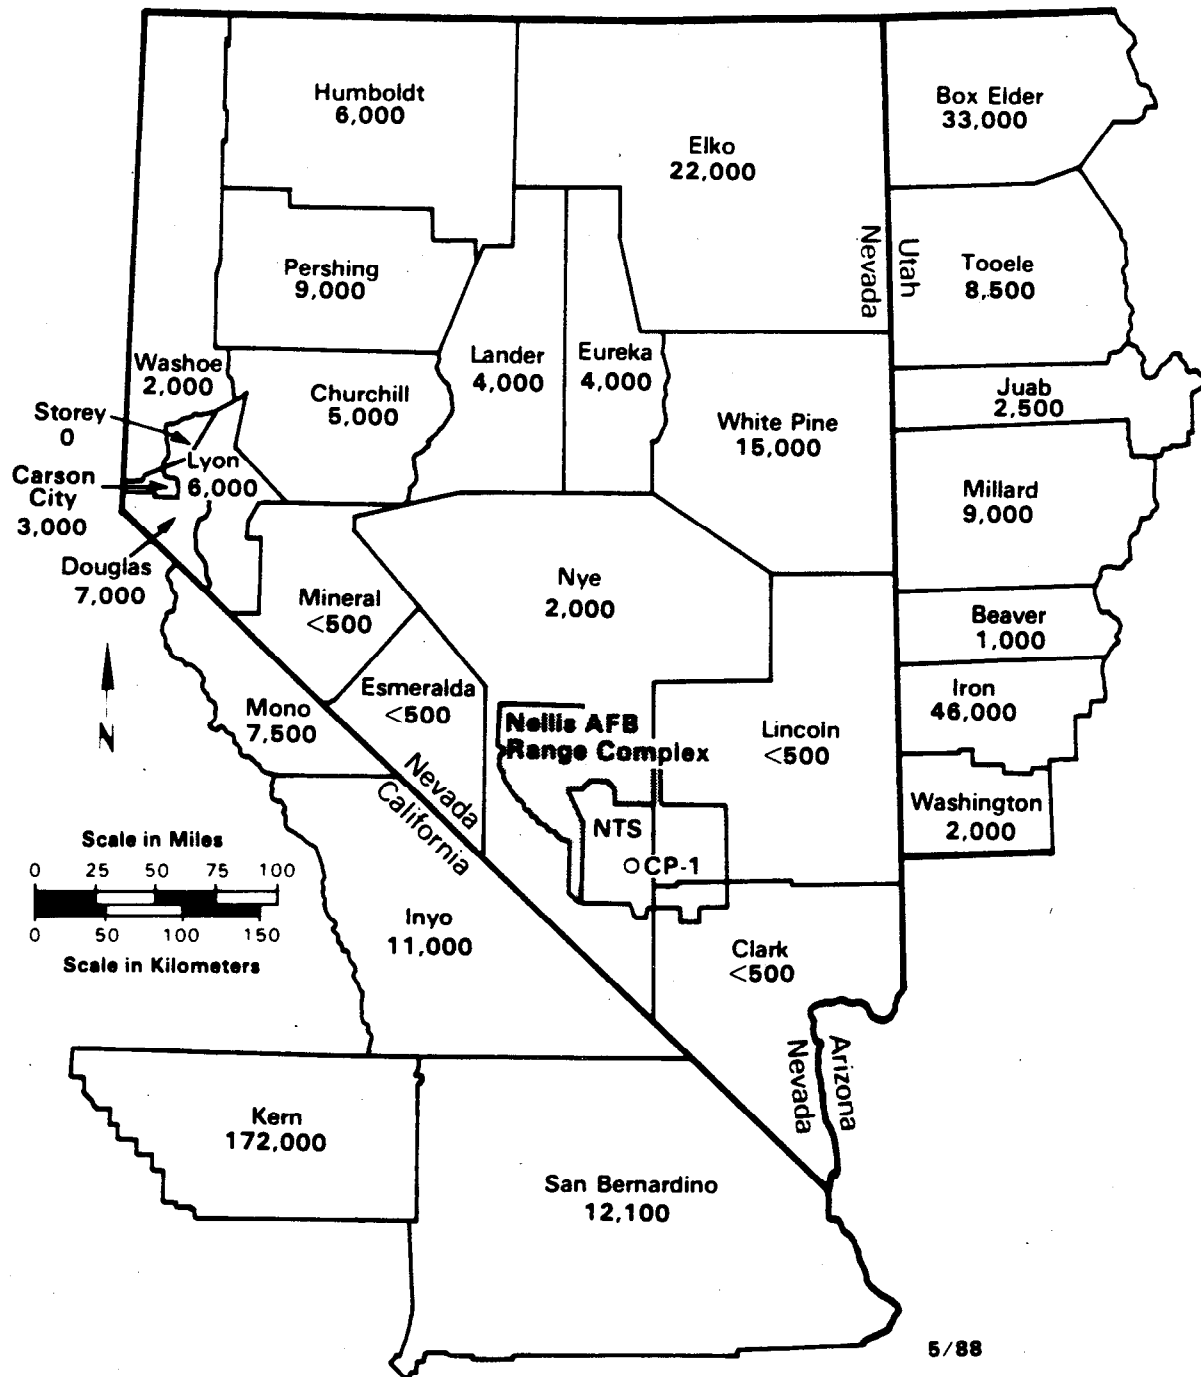 Humboldt
6,000
Box Elder
33,000
Elko
22,000
Nevada
Utah
Pershing
9,000
Tooele
8,500
Washoe
2,000
Lander
4,000
Eureka
4,000
Churchill
5,000
Juab
2,500
Storey
0
White Pine
15,000
Lyon
6,000
Carson
City
3,000
Millard
9,000
Douglas
7,000
Nye
2,000
Mineral
<500
Beaver
1,000
Esmeralda
<500
Iron
46,000
N
Mono
7,500
Nellis AFB
Range Complex
Lincoln
<500
Nevada
California
Washington
2,000
NTS
CP-1
Scale in Miles
0 25 50 75 100
0 50 100 150
Scale in Kilometers
Inyo
11,000
Clark
<500
Nevada
Arizona
Kern
172,000
San Bernardino
12,100
5/88